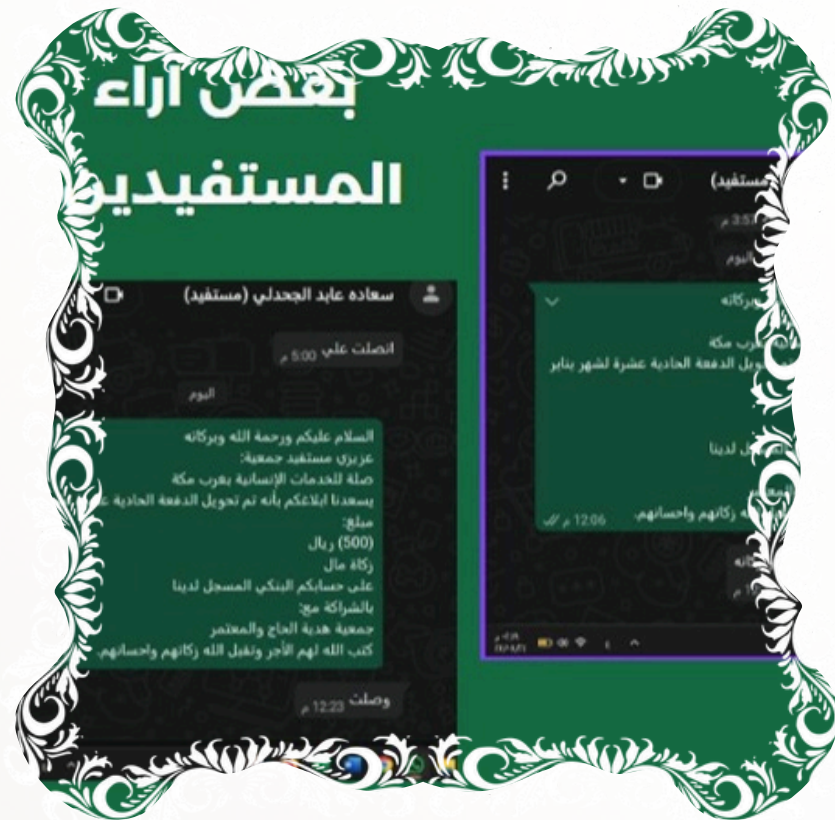 بعض آراء
المستفيدين
سعاده عابد الجحدلي (مستفيد)
اتصلت علي 5:00 م
اليوم
السلام عليكم ورحمة الله وبركاته
عزيزي مستفيد جمعية:
صلة للخدمات الإنسانية بغرب مكة
يسعدنا ابلاغكم بأنه تم تحويل الدفعة الحادية
مبلغ:
(500) ريال
زكاة مال
على حسابكم البنكي المسجل لدينا
بالشراكة مع:
جمعية هدية الحاج والمعتمر
كتب الله لهم الأجر وتقبل الله زكاتهم واحسانهم.
وصلت 12:23 م
مستفيد)
3:53 م
اليوم
وبركاته
بغرب مكة
تحويل الدفعة الحادية عشرة لشهر يناير
لدينا
زكاتهم واحسانهم.
12:06 م